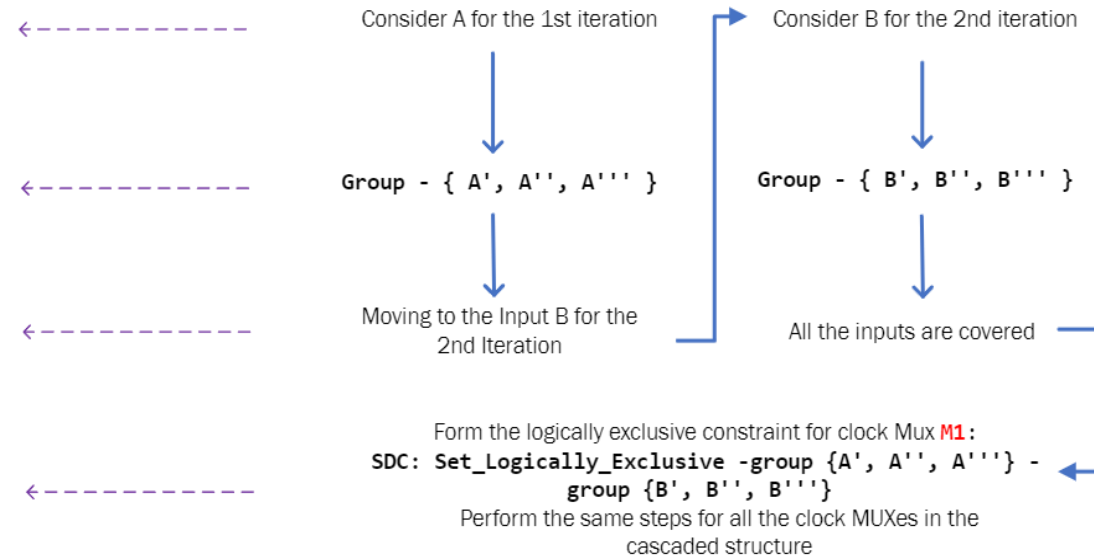 Consider A for the 1st iteration
Group - { A', A'', A''' }
Moving to the Input B for the
2nd Iteration
Consider B for the 2nd iteration
Group - { B', B'', B''' }
All the inputs are covered
Form the logically exclusive constraint for clock Mux M1:
SDC: Set_Logically_Exclusive -group {A', A'', A'''} -
group {B', B'', B'''}
Perform the same steps for all the clock MUXes in the
cascaded structure